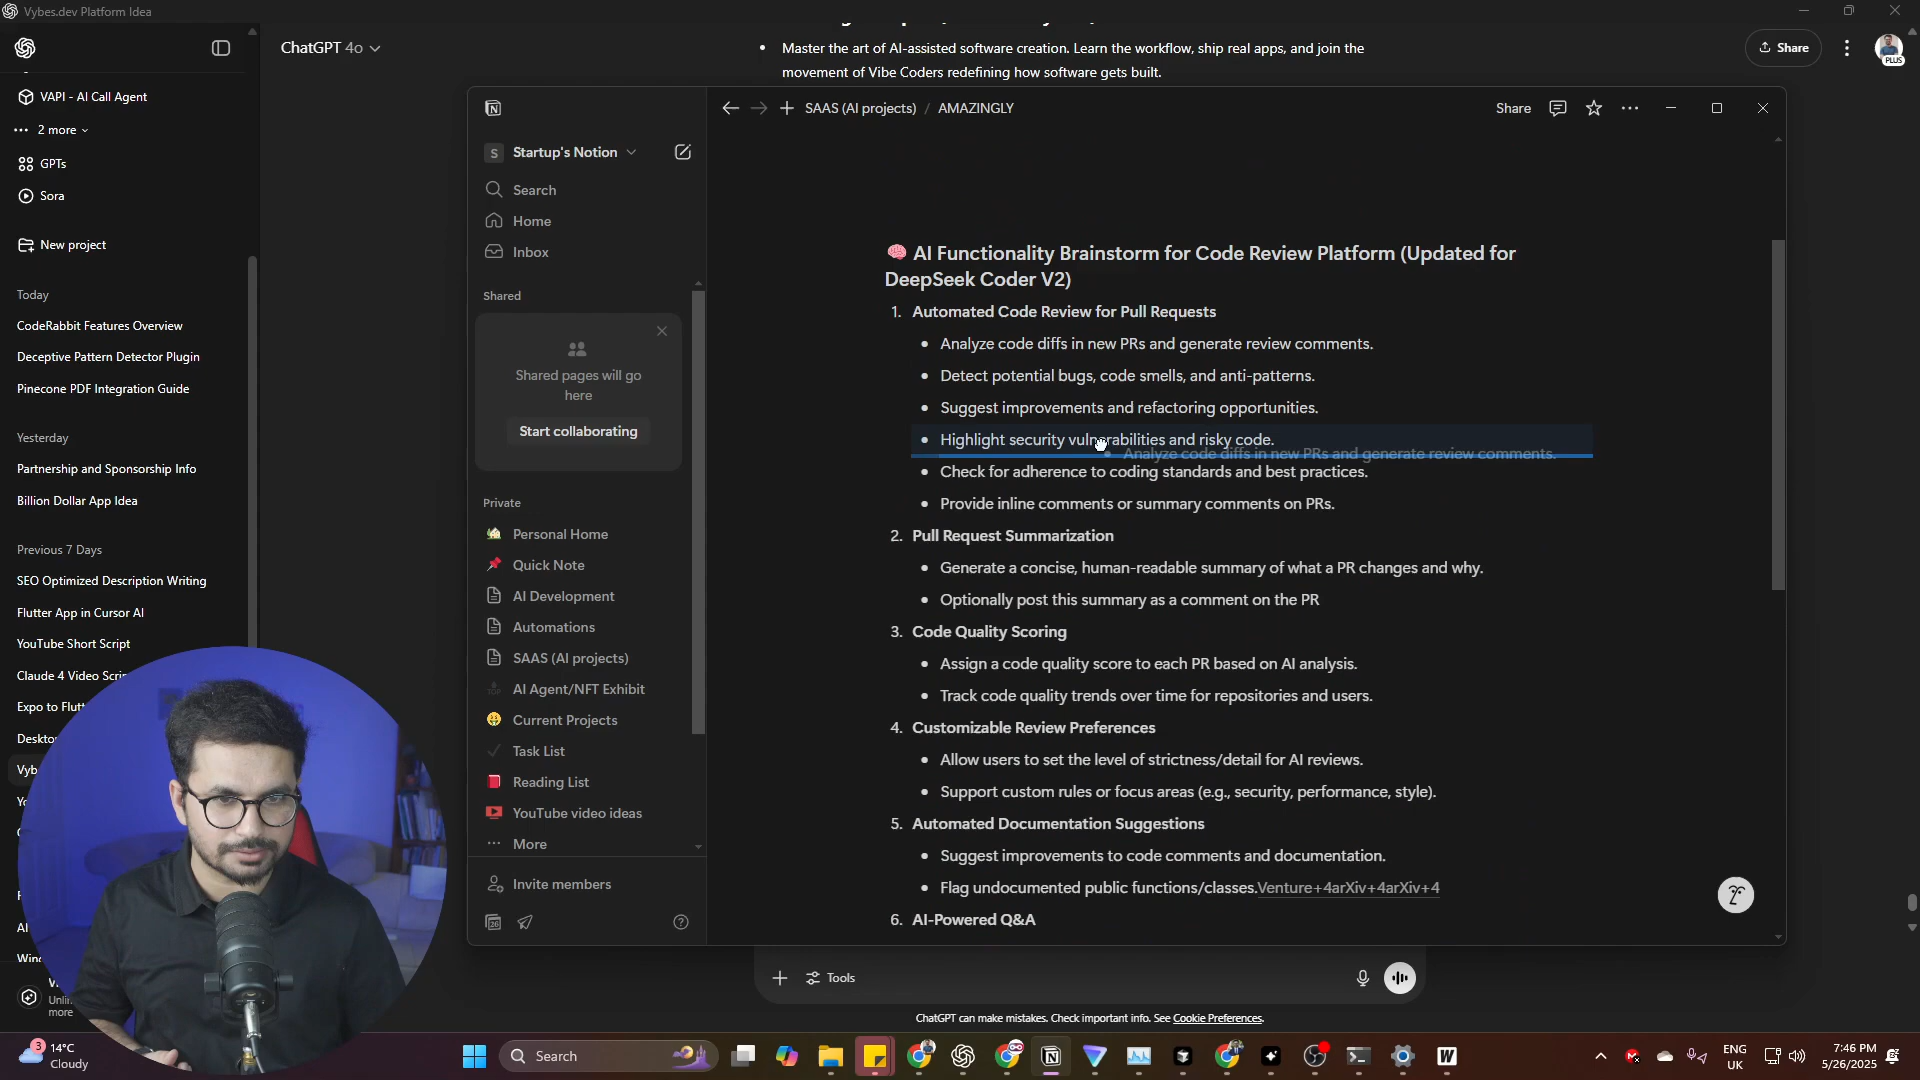 Vybes.dev Platform Idea
ChatGPT 4o
Master the art of AI-assisted software creation. Learn the workflow, ship real apps, and join the
movement of Vibe Coders redefining how software gets built.
Share
PLUS
VAPI - AI Call Agent
2 more
GPTs
Sora
New project
Today
CodeRabbit Features Overview
Deceptive Pattern Detector Plugin
Pinecone PDF Integration Guide
Yesterday
Partnership and Sponsorship Info
Billion Dollar App Idea
Previous 7 Days
SEO Optimized Description Writing
Flutter App in Cursor AI
YouTube Short Script
Claude 4 Video Scrip
Expo to Flutt
Deskto
Vyb
AI
more
Startup's Notion
Search
Home
Inbox
Shared
Shared pages will go
here
Start collaborating
Private
Personal Home
Quick Note
AI Development
Automations
SAAS (AI projects)
AI Agent/NFT Exhibit
Current Projects
Task List
Reading List
YouTube video ideas
More
Invite members
SAAS (AI projects) / AMAZINGLY
Share
🧠 AI Functionality Brainstorm for Code Review Platform (Updated for
DeepSeek Coder V2)
1. Automated Code Review for Pull Requests
Analyze code diffs in new PRs and generate review comments.
Detect potential bugs, code smells, and anti-patterns.
Suggest improvements and refactoring opportunities.
Highlight security vulnerabilities and risky code.
Analyze code diffs in new PRs and generate review comments.
Check for adherence to coding standards and best practices.
Provide inline comments or summary comments on PRs.
2. Pull Request Summarization
Generate a concise, human-readable summary of what a PR changes and why.
Optionally post this summary as a comment on the PR
3. Code Quality Scoring
Assign a code quality score to each PR based on AI analysis.
Track code quality trends over time for repositories and users.
4. Customizable Review Preferences
Allow users to set the level of strictness/detail for AI reviews.
Support custom rules or focus areas (e.g., security, performance, style).
5. Automated Documentation Suggestions
Suggest improvements to code comments and documentation.
Flag undocumented public functions/classes.Venture+4arXiv+4arXiv+4
6. AI-Powered Q&A
Tools
ChatGPT can make mistakes. Check important info. See Cookie Preferences.
3
14°C
Cloudy
Search
ENG
UK
7:46 PM
5/26/2025